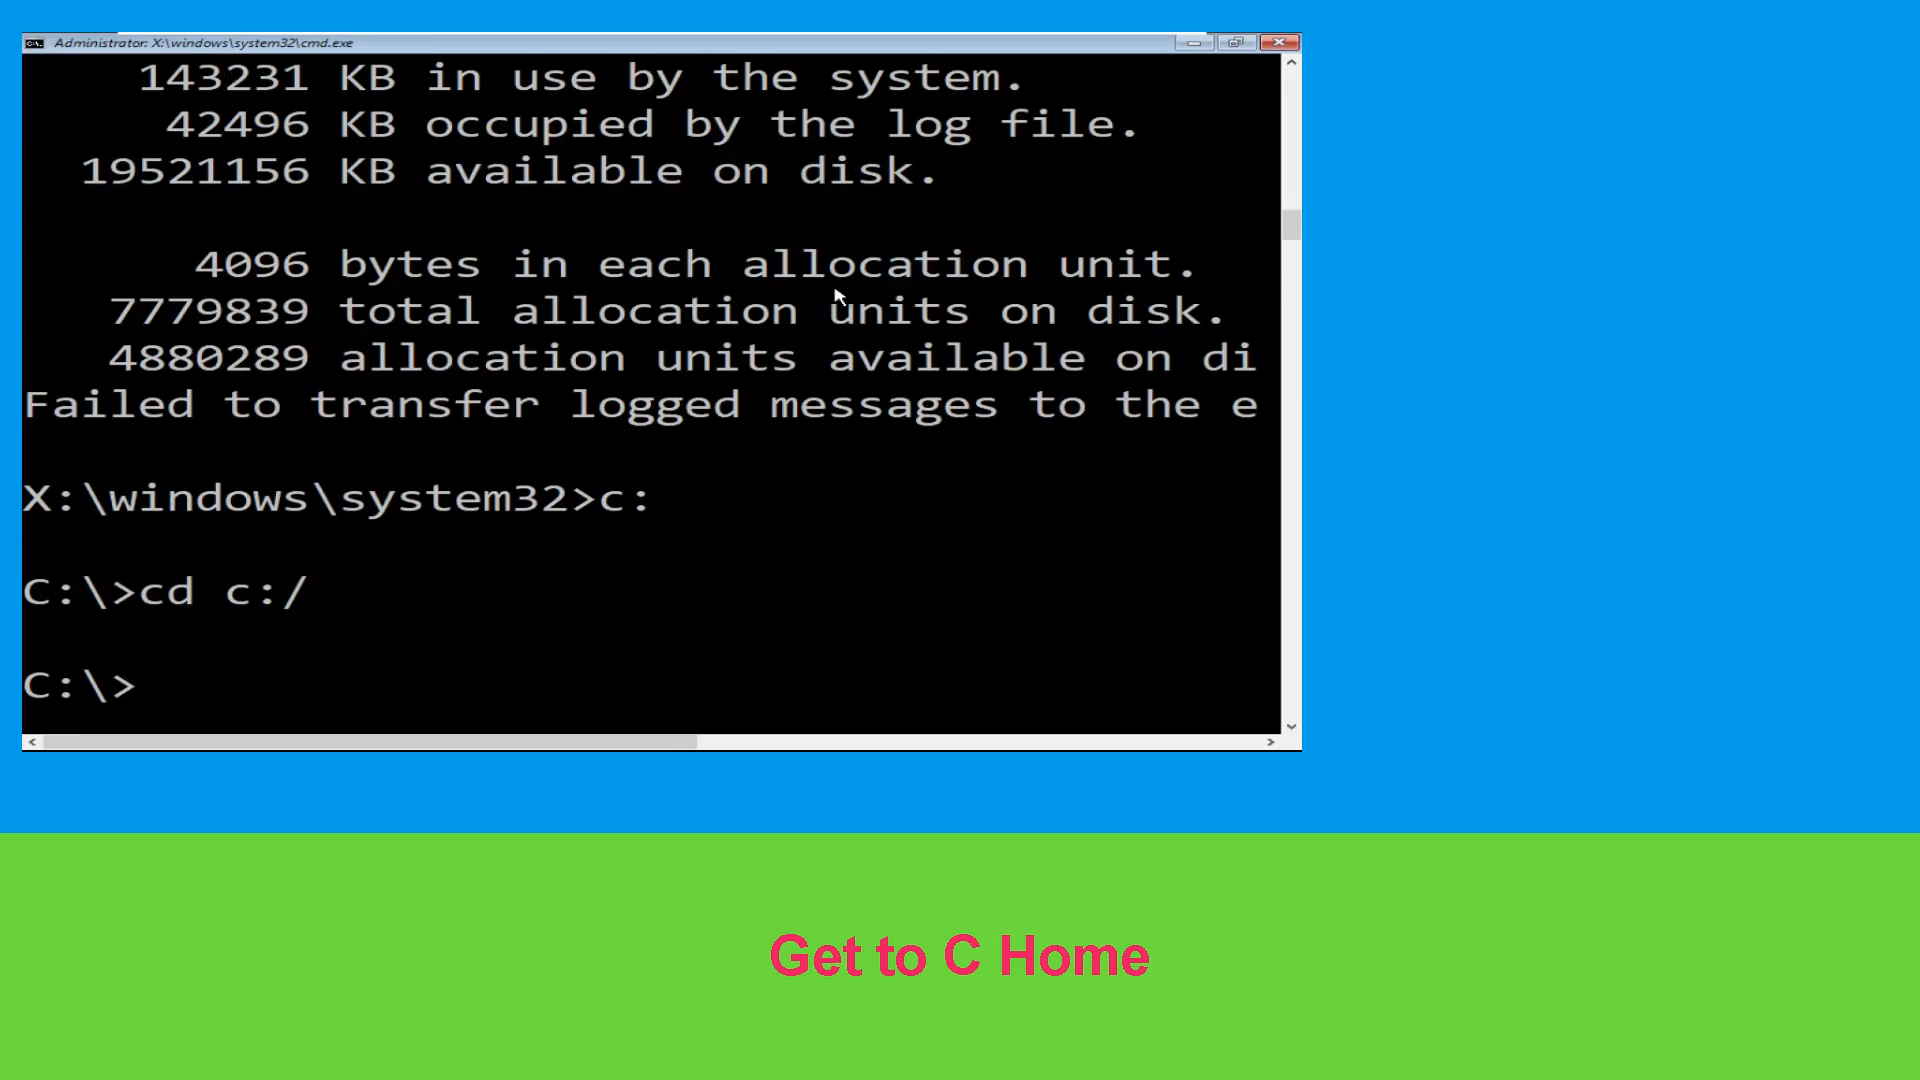 Administrator: X:\windows\system32\cmd.exe
143231 KB in use by the system.
42496 KB occupied by the log file.
19521156 KB available on disk.
4096 bytes in each allocation unit.
7779839 total allocation units on disk.
4880289 allocation units available on di
Failed to transfer logged messages to the e
X:\windows\system32>c:
C:\>cd c:/
C:\>
Get to C Home